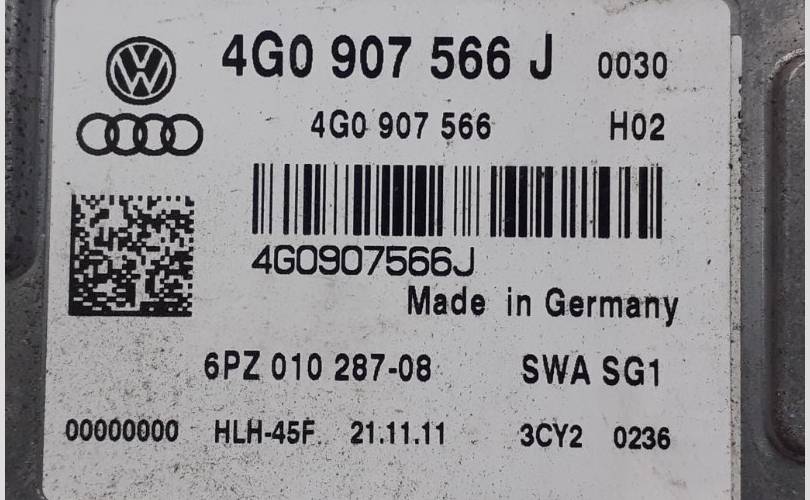 4G0 907 566 J 0030
4G0 907 566 H02
4G0907566J
Made in Germany
6PZ 010 287-08 SWA SG1
00000000 HLH-45F 21.11.11 3CY2 0236